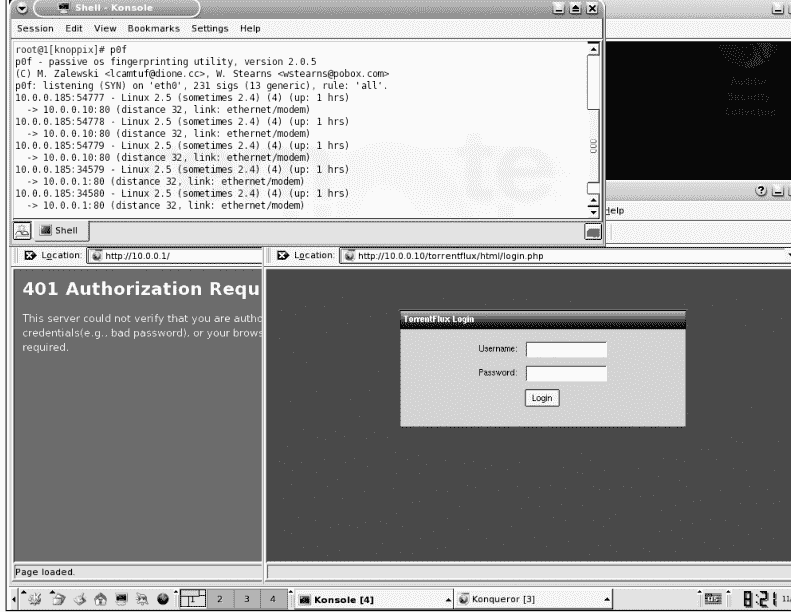 Shell - Konsole
Session Edit View Bookmarks Settings Help
root@1[knoppix]# p0f
p0f - passive os fingerprinting utility, version 2.0.5
(C) M. Zalewski <lcamtuf@dione.cc>, W. Stearns <wstearns@pobox.com>
p0f: listening (SYN) on 'eth0', 231 sigs (13 generic), rule: 'all'.
10.0.0.185:54777 - Linux 2.5 (sometimes 2.4) (4) (up: 1 hrs)
-> 10.0.0.10:80 (distance 32, link: ethernet/modem)
10.0.0.185:54778 - Linux 2.5 (sometimes 2.4) (4) (up: 1 hrs)
-> 10.0.0.10:80 (distance 32, link: ethernet/modem)
10.0.0.185:54779 - Linux 2.5 (sometimes 2.4) (4) (up: 1 hrs)
-> 10.0.0.10:80 (distance 32, link: ethernet/modem)
10.0.0.185:34579 - Linux 2.5 (sometimes 2.4) (4) (up: 1 hrs)
-> 10.0.0.1:80 (distance 32, link: ethernet/modem)
10.0.0.185:34580 - Linux 2.5 (sometimes 2.4) (4) (up: 1 hrs)
-> 10.0.0.1:80 (distance 32, link: ethernet/modem)
Shell
Auditor
Security
Collection
Help
Location: http://10.0.0.1/
401 Authorization Requ
This server could not verify that you are autho
credentials(e.g., bad password), or your brows
required.
Page loaded.
Location: http://10.0.0.10/torrentflux/html/login.php
TorrentFlux Login
Username:
Password:
Login
1 2 3 4
Konsole [4]
Konqueror [3]
8:21